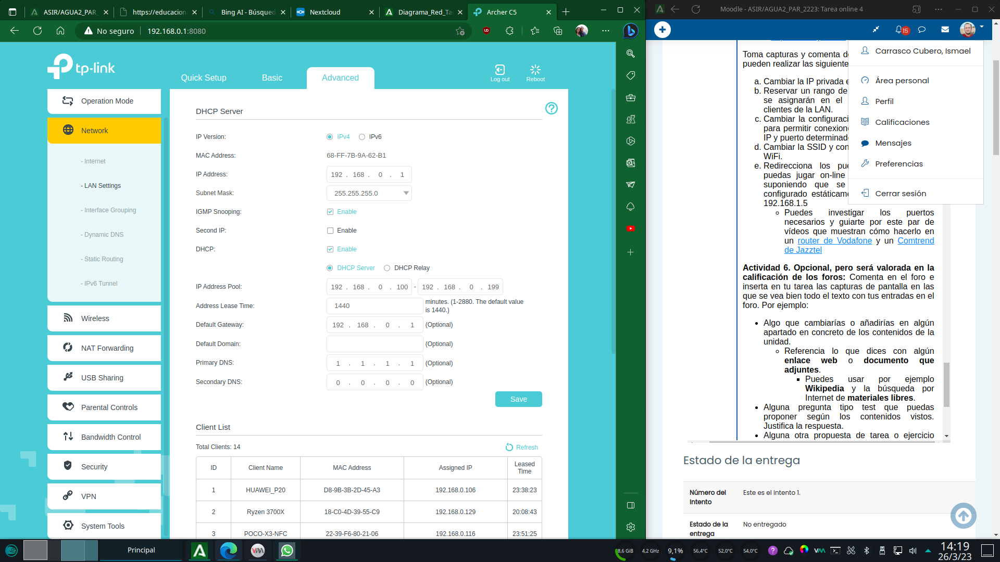 ASIR/AGUA2_PAR_
https://educacion
Bing AI - Búsqued
Nextcloud
Diagrama_Red_Ta
Archer C5
No seguro
192.168.0.1:8080
tp-link
Quick Setup
Basic
Advanced
Log out
Reboot
Operation Mode
Network
- Internet
- LAN Settings
- Interface Grouping
- Dynamic DNS
- Static Routing
- IPv6 Tunnel
Wireless
NAT Forwarding
USB Sharing
Parental Controls
Bandwidth Control
Security
VPN
System Tools
DHCP Server
IP Version: IPv4 IPv6
MAC Address: 68-FF-7B-9A-62-B1
IP Address: 192 . 168 . 0 . 1
Subnet Mask: 255.255.255.0
IGMP Snooping: Enable
Second IP: Enable
DHCP: Enable
DHCP Server DHCP Relay
IP Address Pool: 192 . 168 . 0 . 100 - 192 . 168 . 0 . 199
Address Lease Time: 1440 minutes. (1-2880. The default value
is 1440.)
Default Gateway: 192 . 168 . 0 . 1 (Optional)
Default Domain: (Optional)
Primary DNS: 1 . 1 . 1 . 1 (Optional)
Secondary DNS: 0 . 0 . 0 . 0 (Optional)
Save
Client List
Total Clients: 14
Refresh
ID Client Name MAC Address Assigned IP Leased
Time
1 HUAWEI_P20 D8-9B-3B-2D-45-A3 192.168.0.106 23:38:23
2 Ryzen 3700X 18-C0-4D-39-55-C9 192.168.0.129 20:08:43
3 POCO-X3-NFC 22-39-F6-80-21-06 192.168.0.116 23:51:25
Moodle - ASIR/AGUA2_PAR_2223: Tarea online 4
15
Carrasco Cubero, Ismael
Área personal
Perfil
Calificaciones
Mensajes
Preferencias
Cerrar sesión
Toma capturas y comenta d
pueden realizar las siguiente
a. Cambiar la IP privada
b. Reservar un rango de
se asignarán en el
clientes de la LAN.
c. Cambiar la configuraci
para permitir conexion
IP y puerto determinad
d. Cambiar la SSID y con
WiFi.
e. Redirecciona los pue
puedas jugar on-line
suponiendo que se
configurado estáticame
192.168.1.5
Puedes investigar los puertos
necesarios y guiarte por este par de
vídeos que muestran cómo hacerlo en
un router de Vodafone y un Comtrend
de Jazztel
Actividad 6. Opcional, pero será valorada en la
calificación de los foros: Comenta en el foro e
inserta en tu tarea las capturas de pantalla en las
que se vea bien todo el texto con tus entradas en el
foro. Por ejemplo:
Algo que cambiarías o añadirías en algún
apartado en concreto de los contenidos de la
unidad.
Referencia lo que dices con algún
enlace web o documento que
adjuntes.
Puedes usar por ejemplo
Wikipedia y la búsqueda por
Internet de materiales libres.
Alguna pregunta tipo test que puedas
proponer según los contenidos vistos.
Justifica la respuesta.
Alguna otra propuesta de tarea o ejercicio
Estado de la entrega
Número del
Intento
Este es el intento 1.
Estado de la
entrega
No entregado
Principal
8,6 GiB
4,2 GHz
9,1%
56,4°C
52,0°C
54,0°C
14:19
26/3/23